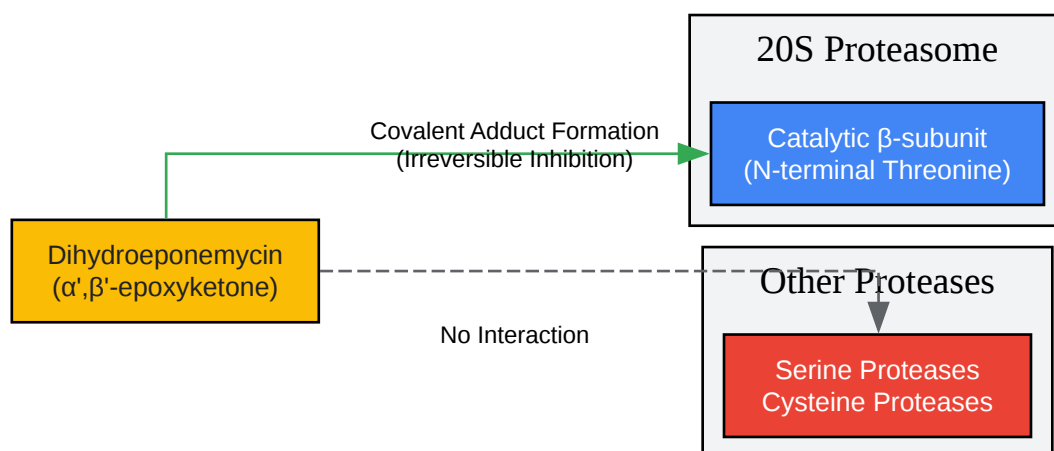 20S Proteasome
Covalent Adduct Formation
(Irreversible Inhibition)
Catalytic β-subunit
(N-terminal Threonine)
Dihydroeponemycin
(α',β'-epoxyketone)
Other Proteases
No Interaction
Serine Proteases
Cysteine Proteases